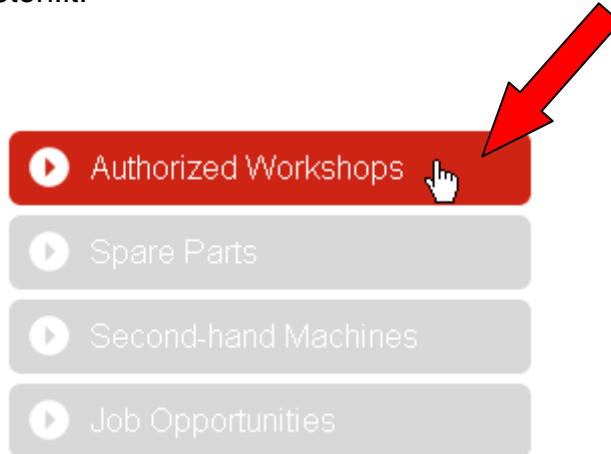 Authorized Workshops
Spare Parts
Second-hand Machines
Job Opportunities